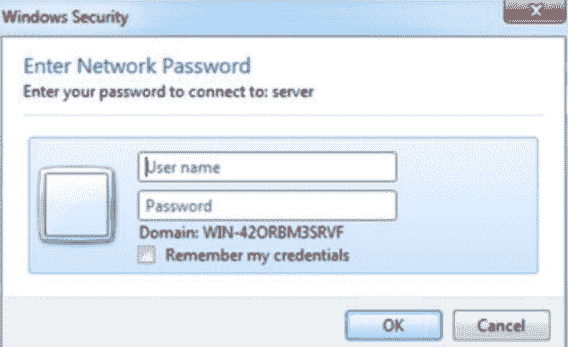 Windows Security
Enter Network Password
Enter your password to connect to: server
User name
Password
Domain: WIN-42ORBM3SRVF
Remember my credentials
OK
Cancel